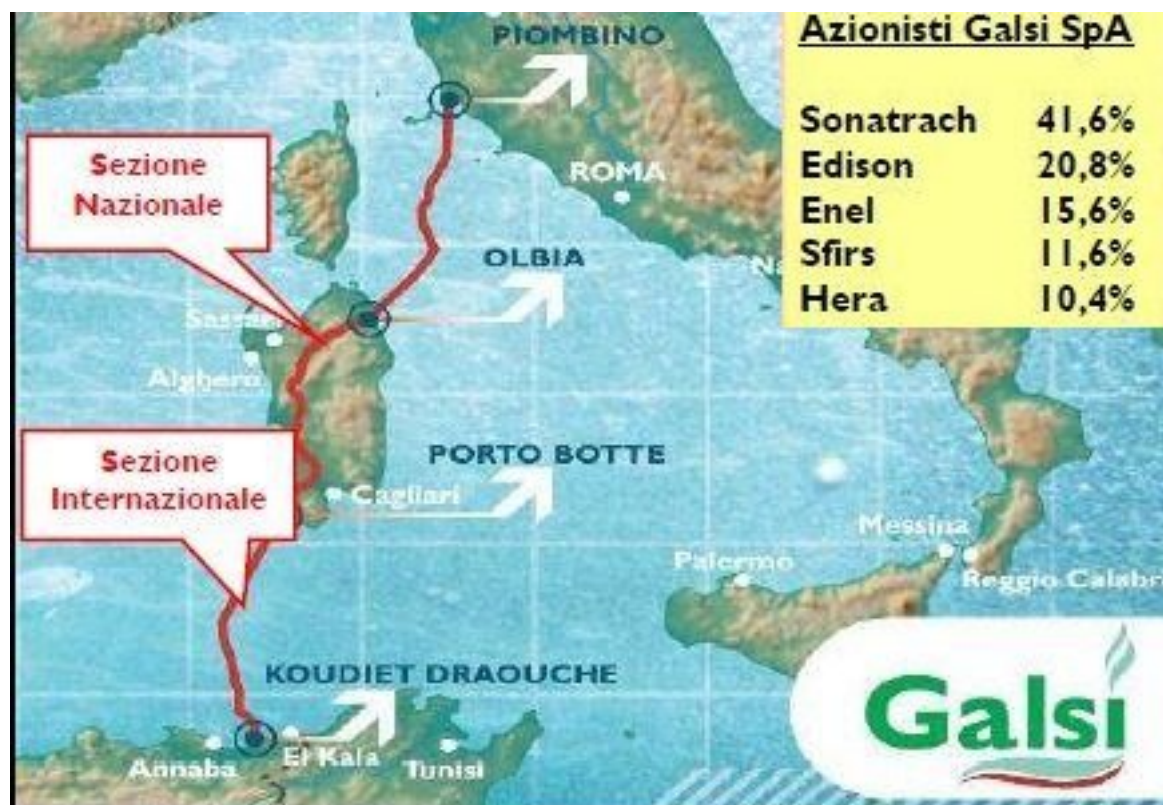 PIOMBINO
Azionisti Galsi SpA
Sonatrach 41,6%
Edison 20,8%
Enel 15,6%
Sfirs 11,6%
Hera 10,4%
Sezione
Nazionale
ROMA
OLBIA
Sassari
Alghero
Sezione
Internazionale
PORTO BOTTE
Cagliari
Messina
Palermo
Reggio Calabr
KOUDIET DRAOUCHE
Galsi
El Kala
Annaba
Tunisi